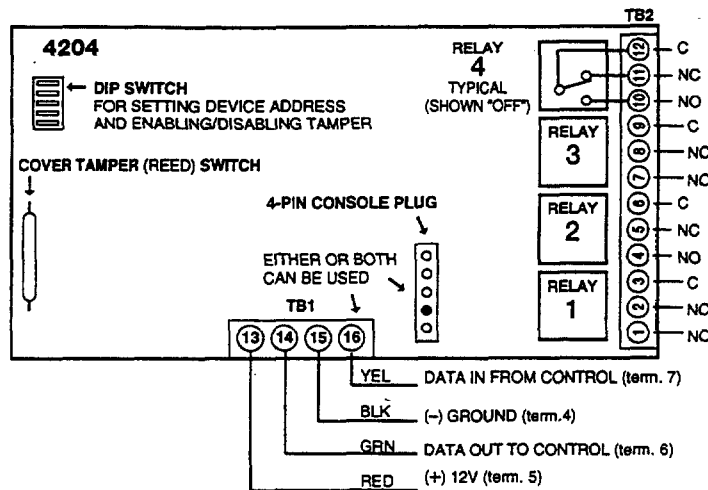 TB2
4204
RELAY
4
TYPICAL
(SHOWN "OFF")
12 C
11 NC
10 NO
DIP SWITCH
FOR SETTING DEVICE ADDRESS
AND ENABLING/DISABLING TAMPER
RELAY
3
9 C
8 NC
7 NO
COVER TAMPER (REED) SWITCH
4-PIN CONSOLE PLUG
RELAY
2
6 C
5 NC
4 NO
EITHER OR BOTH
CAN BE USED
RELAY
1
3 C
2 NC
1 NO
TB1
13 14 15 16
YEL DATA IN FROM CONTROL (term. 7)
BLK (–) GROUND (term.4)
GRN DATA OUT TO CONTROL (term. 6)
RED (+) 12V (term. 5)